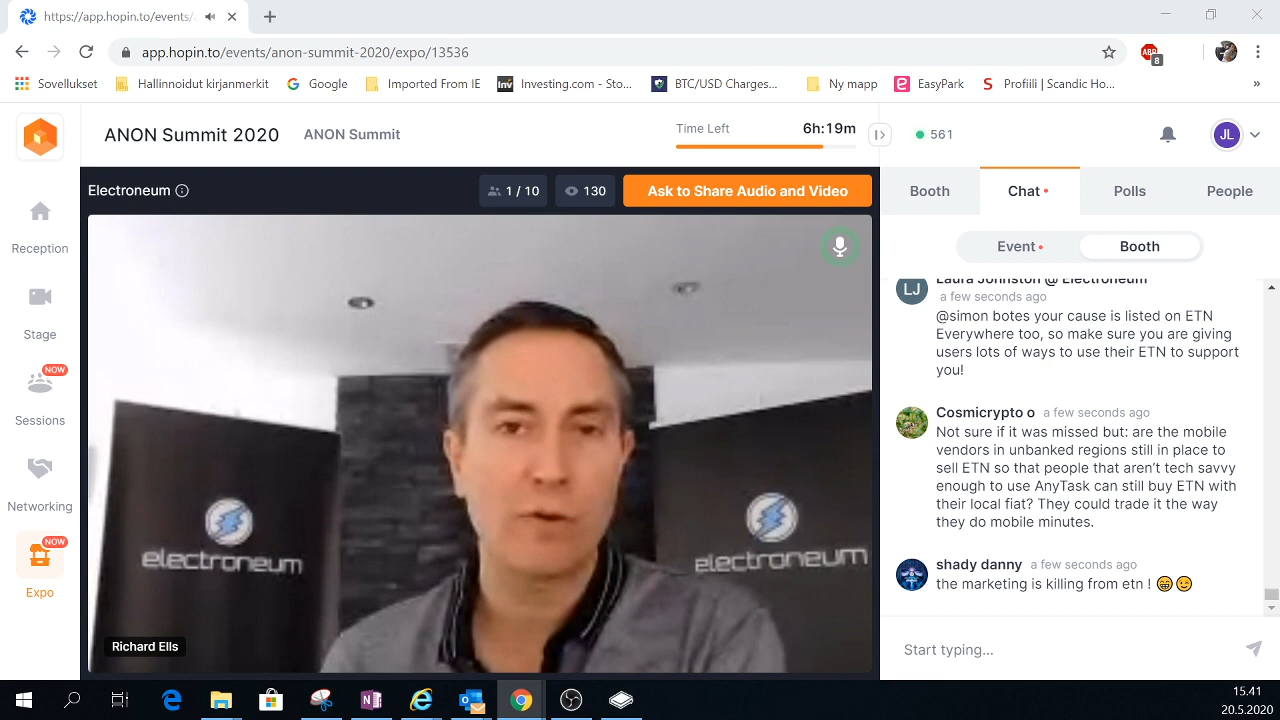 https://app.hopin.to/events/
app.hopin.to/events/anon-summit-2020/expo/13536
ABP
8
Sovellukset
Hallinnoidut kirjanmerkit
Google
Imported From IE
Inv
Investing.com - Sto...
BTC/USD Charges...
Ny mapp
EasyPark
S
Profiili | Scandic Ho...
»
ANON Summit 2020
ANON Summit
Time Left
6h:19m
561
JL
Electroneum
1 / 10
130
Ask to Share Audio and Video
Booth
Chat
Polls
People
Event
Booth
Reception
Stage
NOW
Sessions
Networking
NOW
Expo
electroneum
electroneum
Richard Ells
LJ
Laura Johnston @ Electroneum
a few seconds ago
@simon botes your cause is listed on ETN
Everywhere too, so make sure you are giving
users lots of ways to use their ETN to support
you!
Cosmicrypto o a few seconds ago
Not sure if it was missed but: are the mobile
vendors in unbanked regions still in place to
sell ETN so that people that aren't tech savvy
enough to use AnyTask can still buy ETN with
their local fiat? They could trade it the way
they do mobile minutes.
shady danny a few seconds ago
the marketing is killing from etn ! 😁😉
Start typing...
15.41
20.5.2020